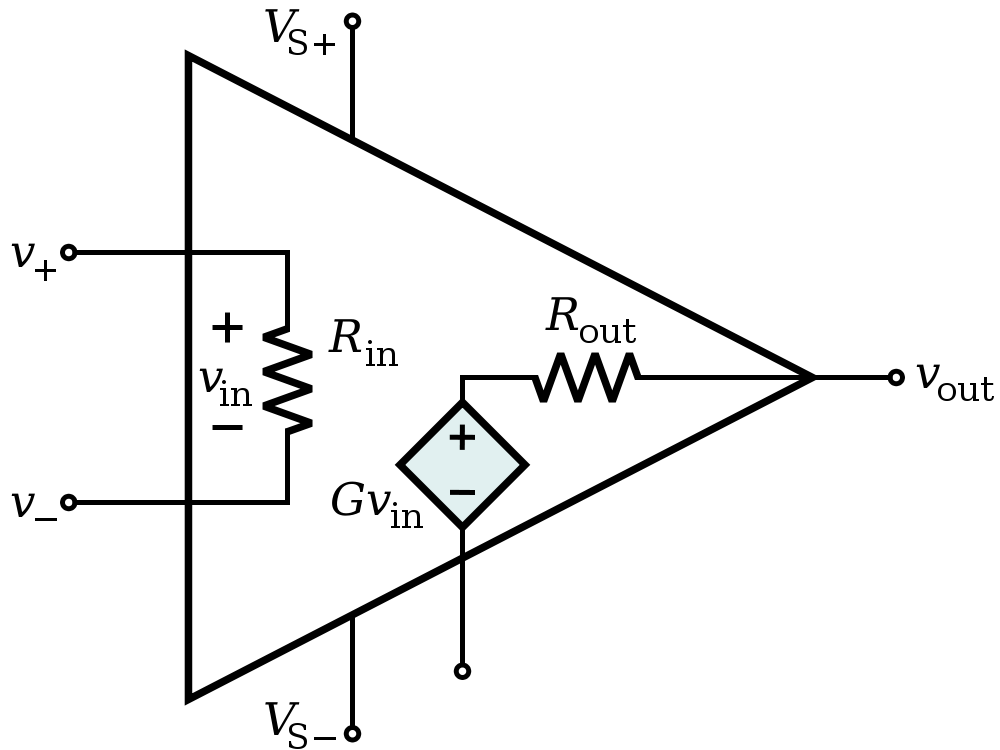 V_S+
v_+
+
v_in
−
R_in
R_out
+
−
Gv_in
v_out
v_−
V_S−